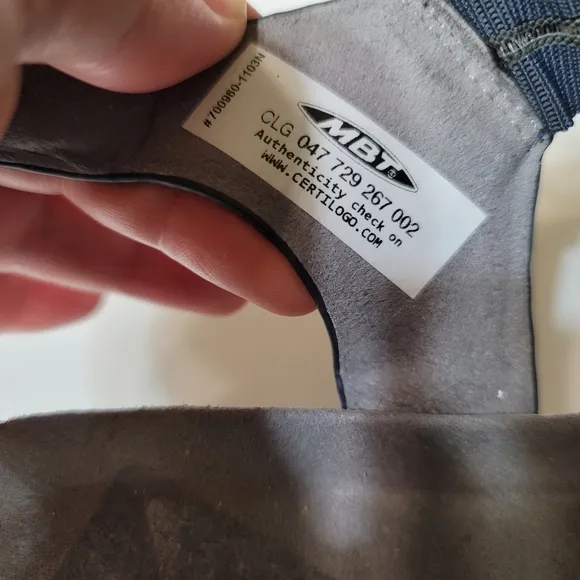 #700980-1103N
MBT®
CLG 047 729 267 002
Authenticity check on
WWW.CERTILOGO.COM